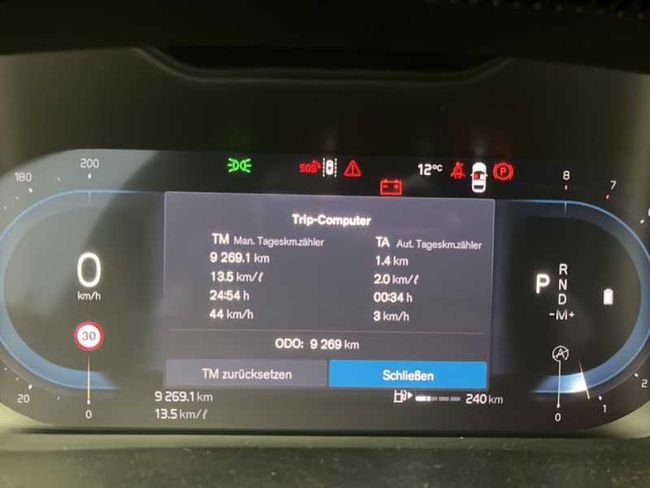 200
180
SOS
12°C
P
8
7
Trip-Computer
TM Man. Tageskm.zähler
TA Aut. Tageskm.zähler
9 269.1 km
1.4 km
13.5 km/ℓ
2.0 km/ℓ
24:54 h
00:34 h
44 km/h
3 km/h
ODO: 9 269 km
TM zurücksetzen
Schließen
0
km/h
30
20
0
P
R
N
D
-M+
A
2
1
0
9 269.1 km
240 km
13.5 km/ℓ